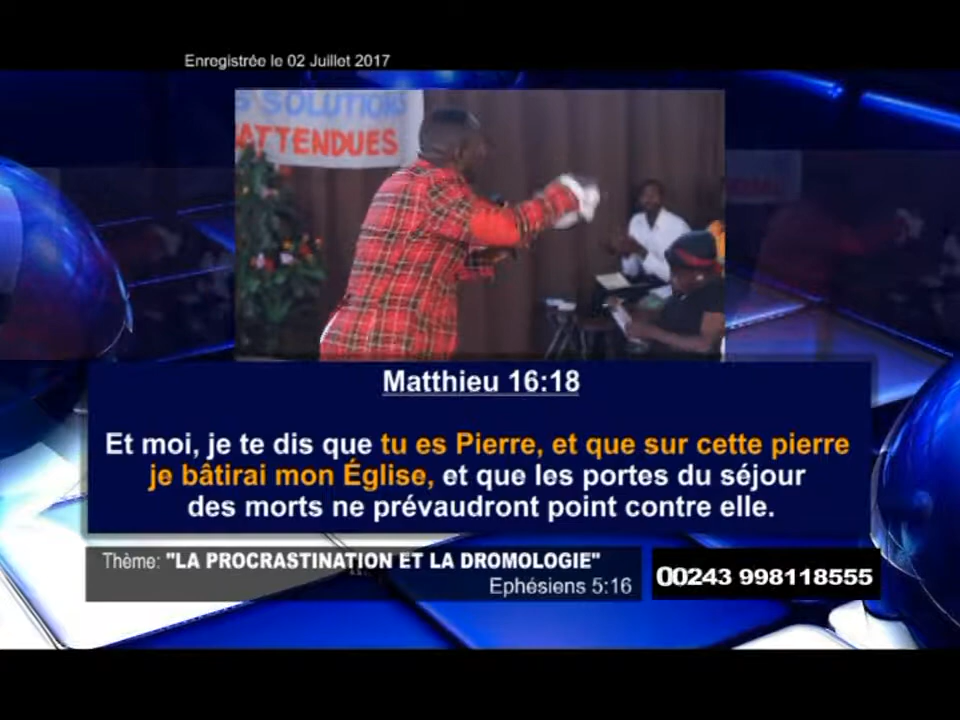 Enregistrée le 02 Juillet 2017
S SOLUTIONS
ATTENDUES
Matthieu 16:18
Et moi, je te dis que tu es Pierre, et que sur cette pierre
je bâtirai mon Église, et que les portes du séjour
des morts ne prévaudront point contre elle.
Thème: "LA PROCRASTINATION ET LA DROMOLOGIE"
Ephésiens 5:16
00243 998118555